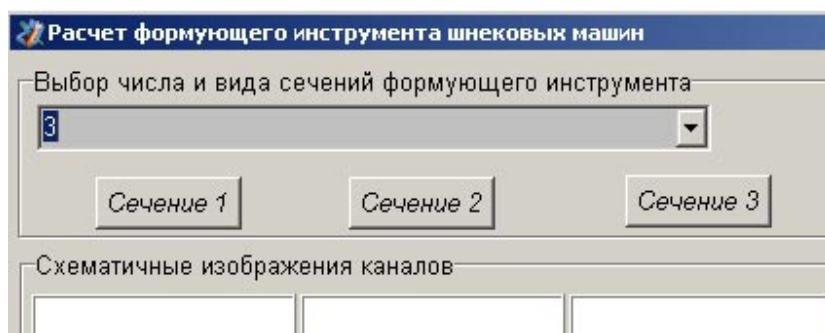 Расчет формующего инструмента шнековых машин
Выбор числа и вида сечений формующего инструмента
3
Сечение 1 Сечение 2 Сечение 3
Схематичные изображения каналов